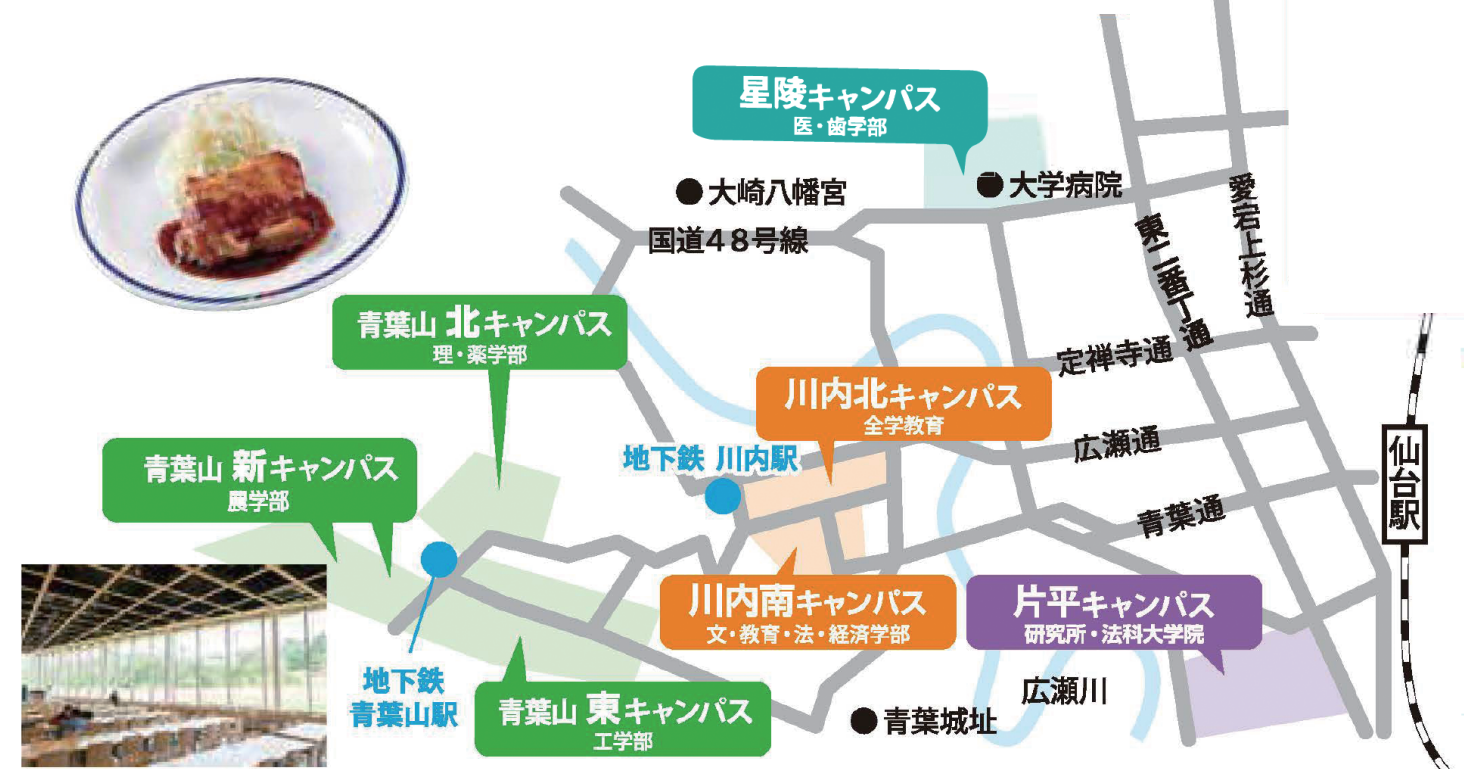 星陵キャンパス
医・歯学部
大崎八幡宮
大学病院
国道48号線
愛宕上杉通
東二番丁通
青葉山 北キャンパス
理・薬学部
定禅寺通
川内北キャンパス
全学教育
青葉山 新キャンパス
農学部
地下鉄 川内駅
広瀬通
仙台駅
青葉通
川内南キャンパス
文・教育・法・経済学部
片平キャンパス
研究所・法科大学院
地下鉄
青葉山駅
青葉山 東キャンパス
工学部
広瀬川
青葉城址